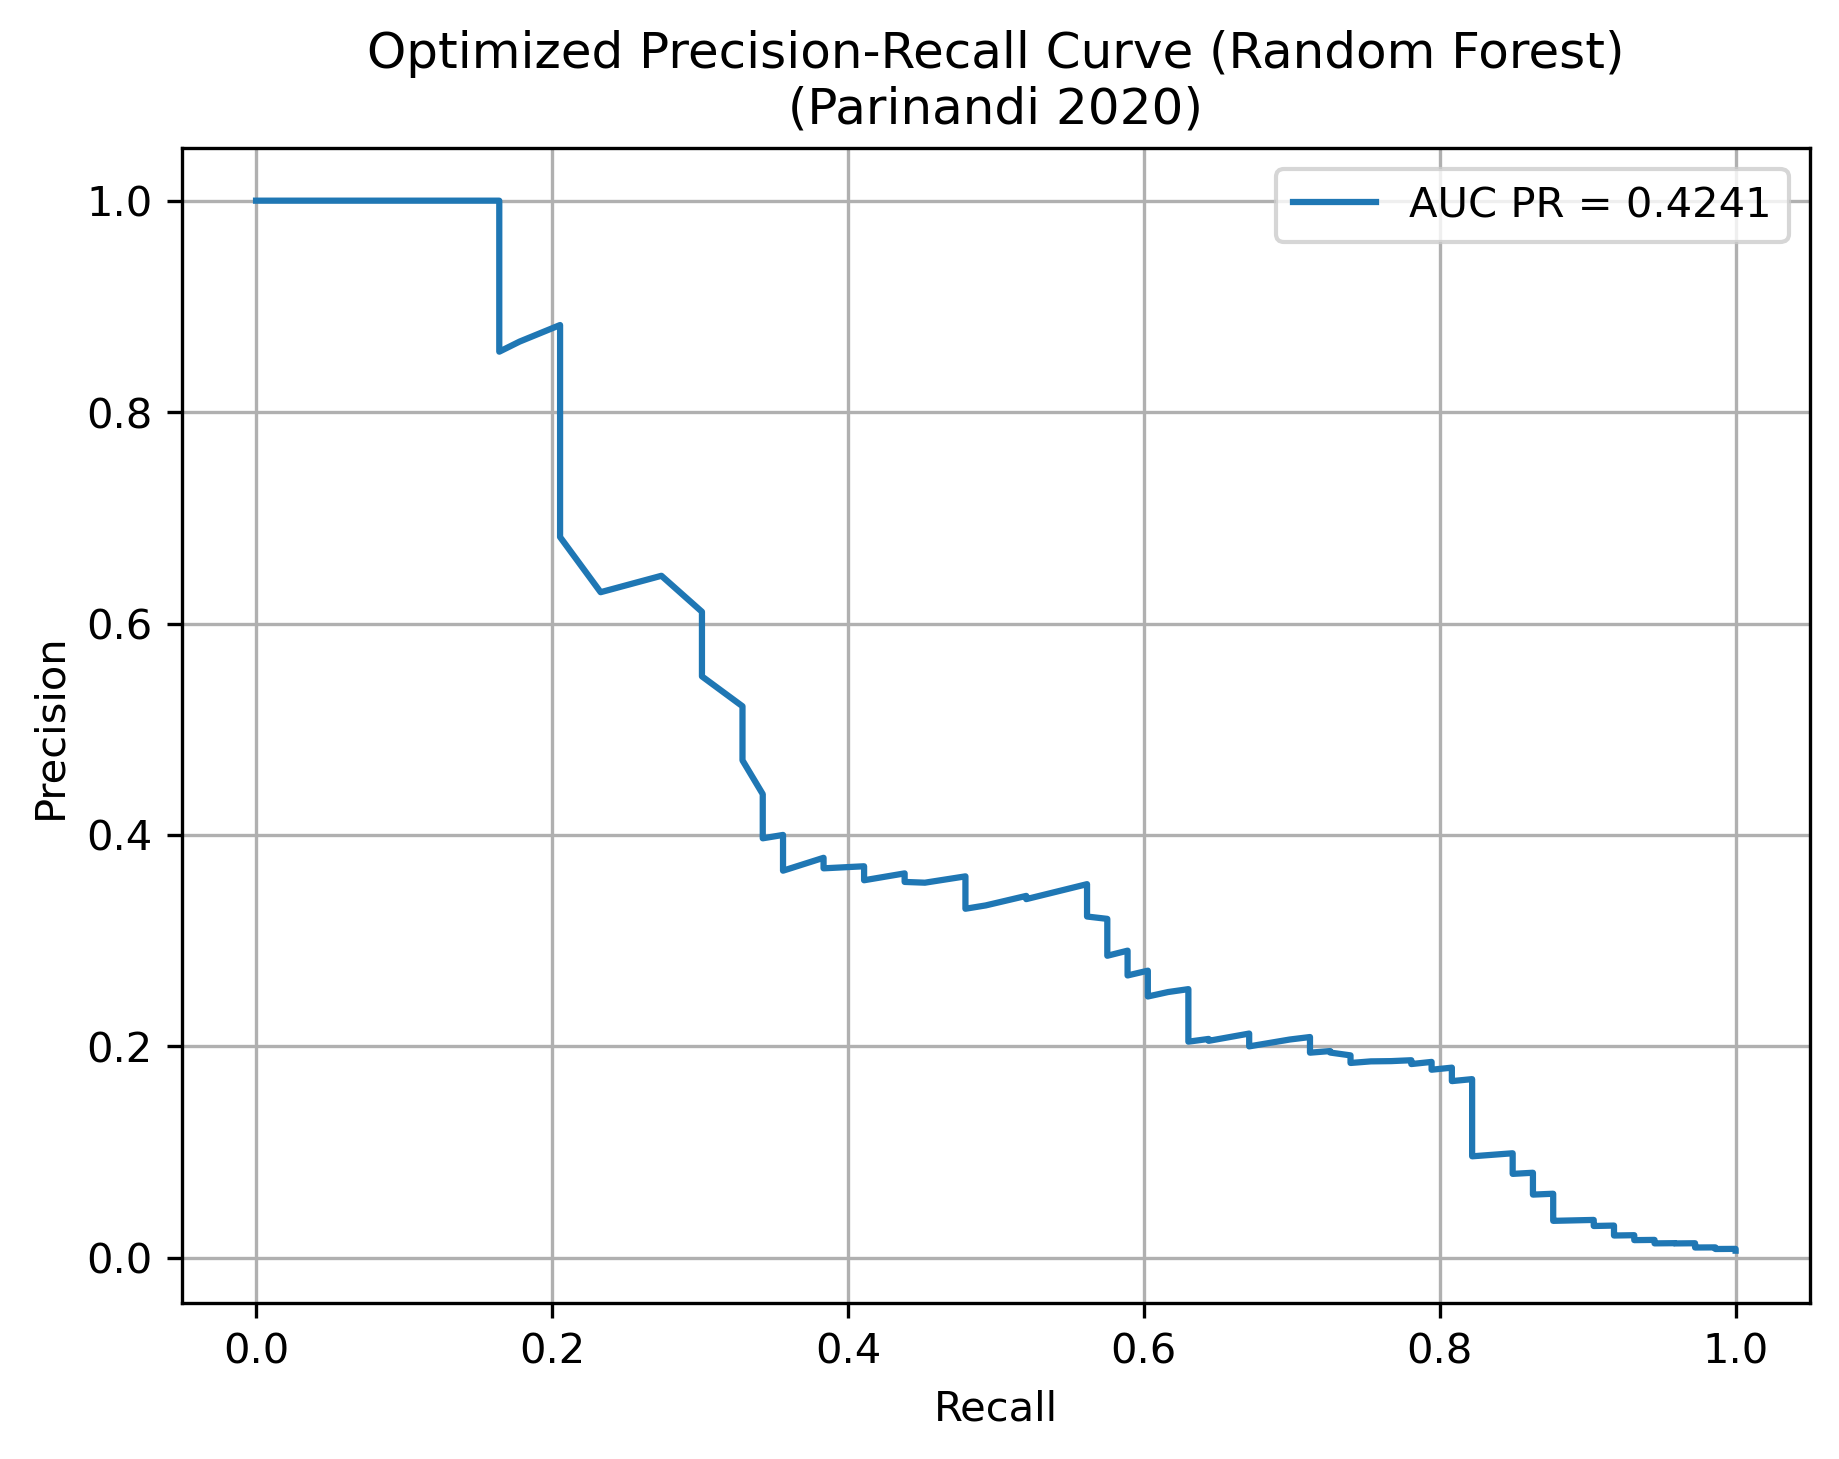 Optimized Precision-Recall Curve (Random Forest)
(Parinandi 2020)
AUC PR = 0.4241
1.0
0.8
0.6
0.4
0.2
0.0
Precision
0.0 0.2 0.4 0.6 0.8 1.0
Recall